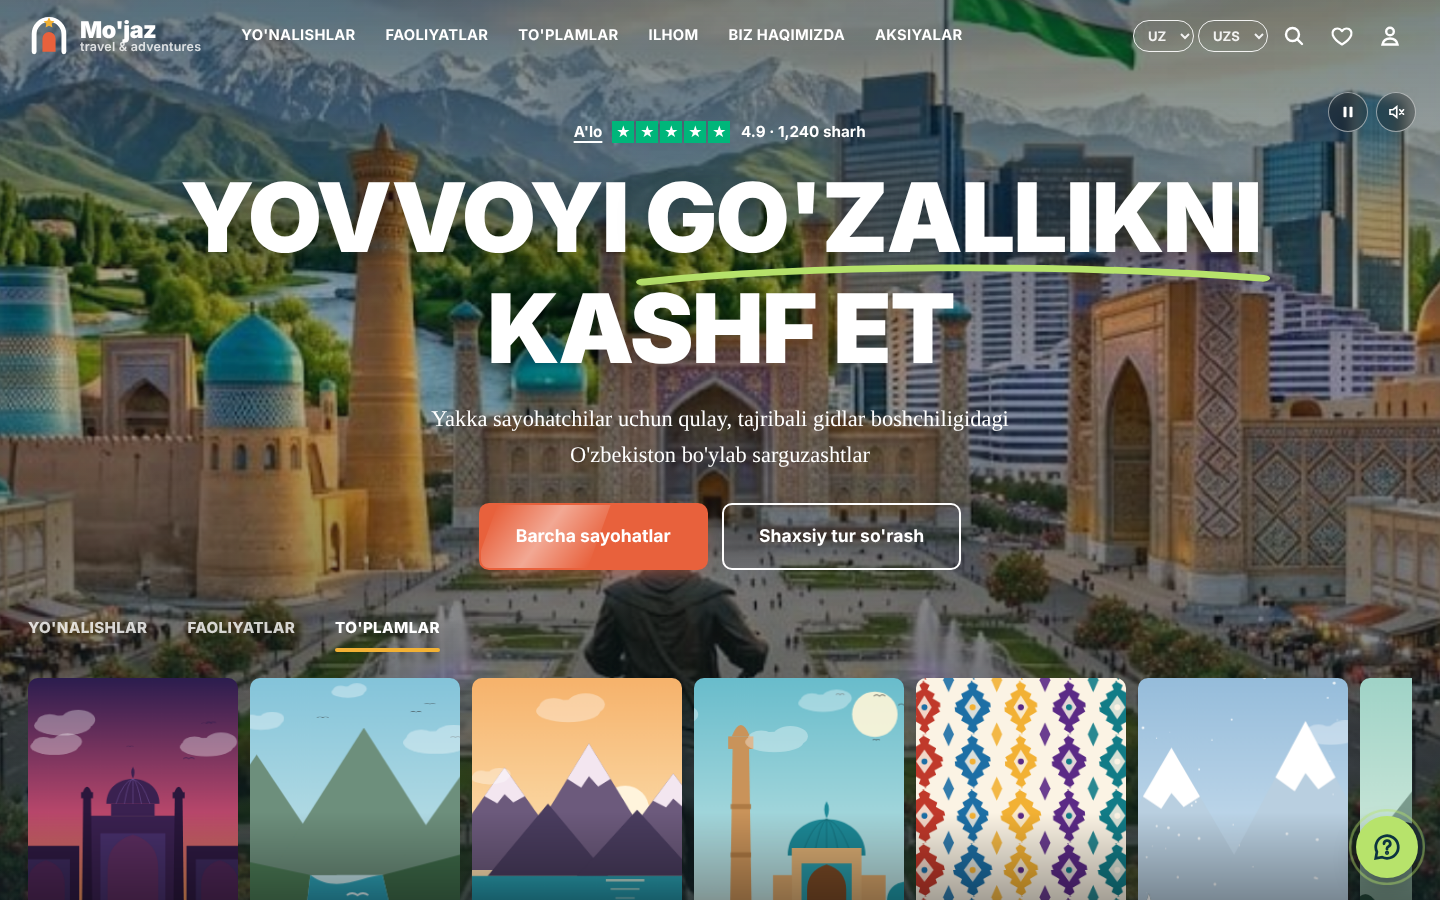 Mo'jaz
travel & adventures
YO'NALISHLAR
FAOLIYATLAR
TO'PLAMLAR
ILHOM
BIZ HAQIMIZDA
AKSIYALAR
UZ
UZS
A'lo
4.9 · 1,240 sharh
YOVVOYI GO'ZALLIKNI
KASHF ET
Yakka sayohatchilar uchun qulay, tajribali gidlar boshchiligidagi
O'zbekiston bo'ylab sarguzashtlar
Barcha sayohatlar
Shaxsiy tur so'rash
YO'NALISHLAR
FAOLIYATLAR
TO'PLAMLAR